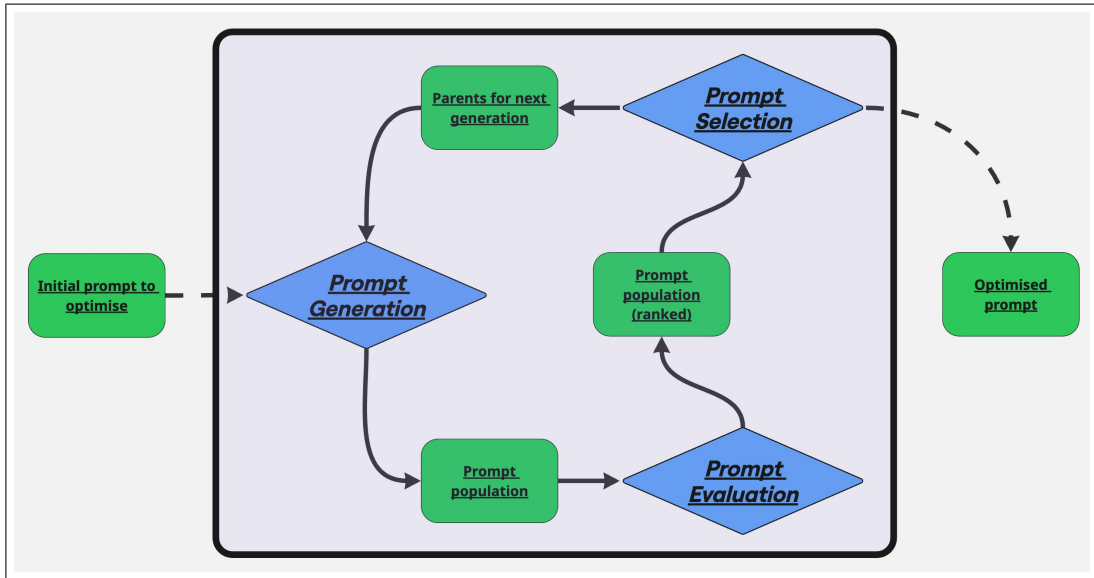 Parents for next
generation
Prompt
Selection
Initial prompt to
optimise
Prompt
Generation
Prompt
population
(ranked)
Optimised
prompt
Prompt
population
Prompt
Evaluation